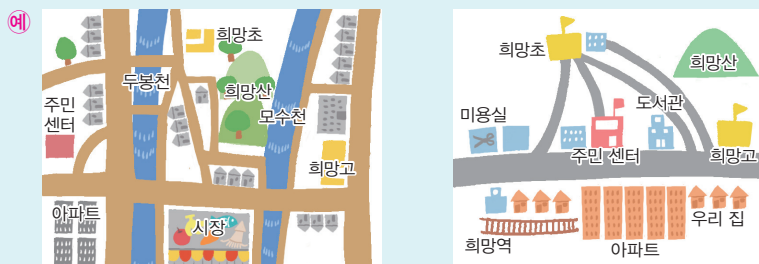 예
희망초
두봉천
희망산
주민
센터
모수천
희망고
아파트
시장
희망초
희망산
도서관
미용실
주민 센터
희망고
우리 집
희망역
아파트